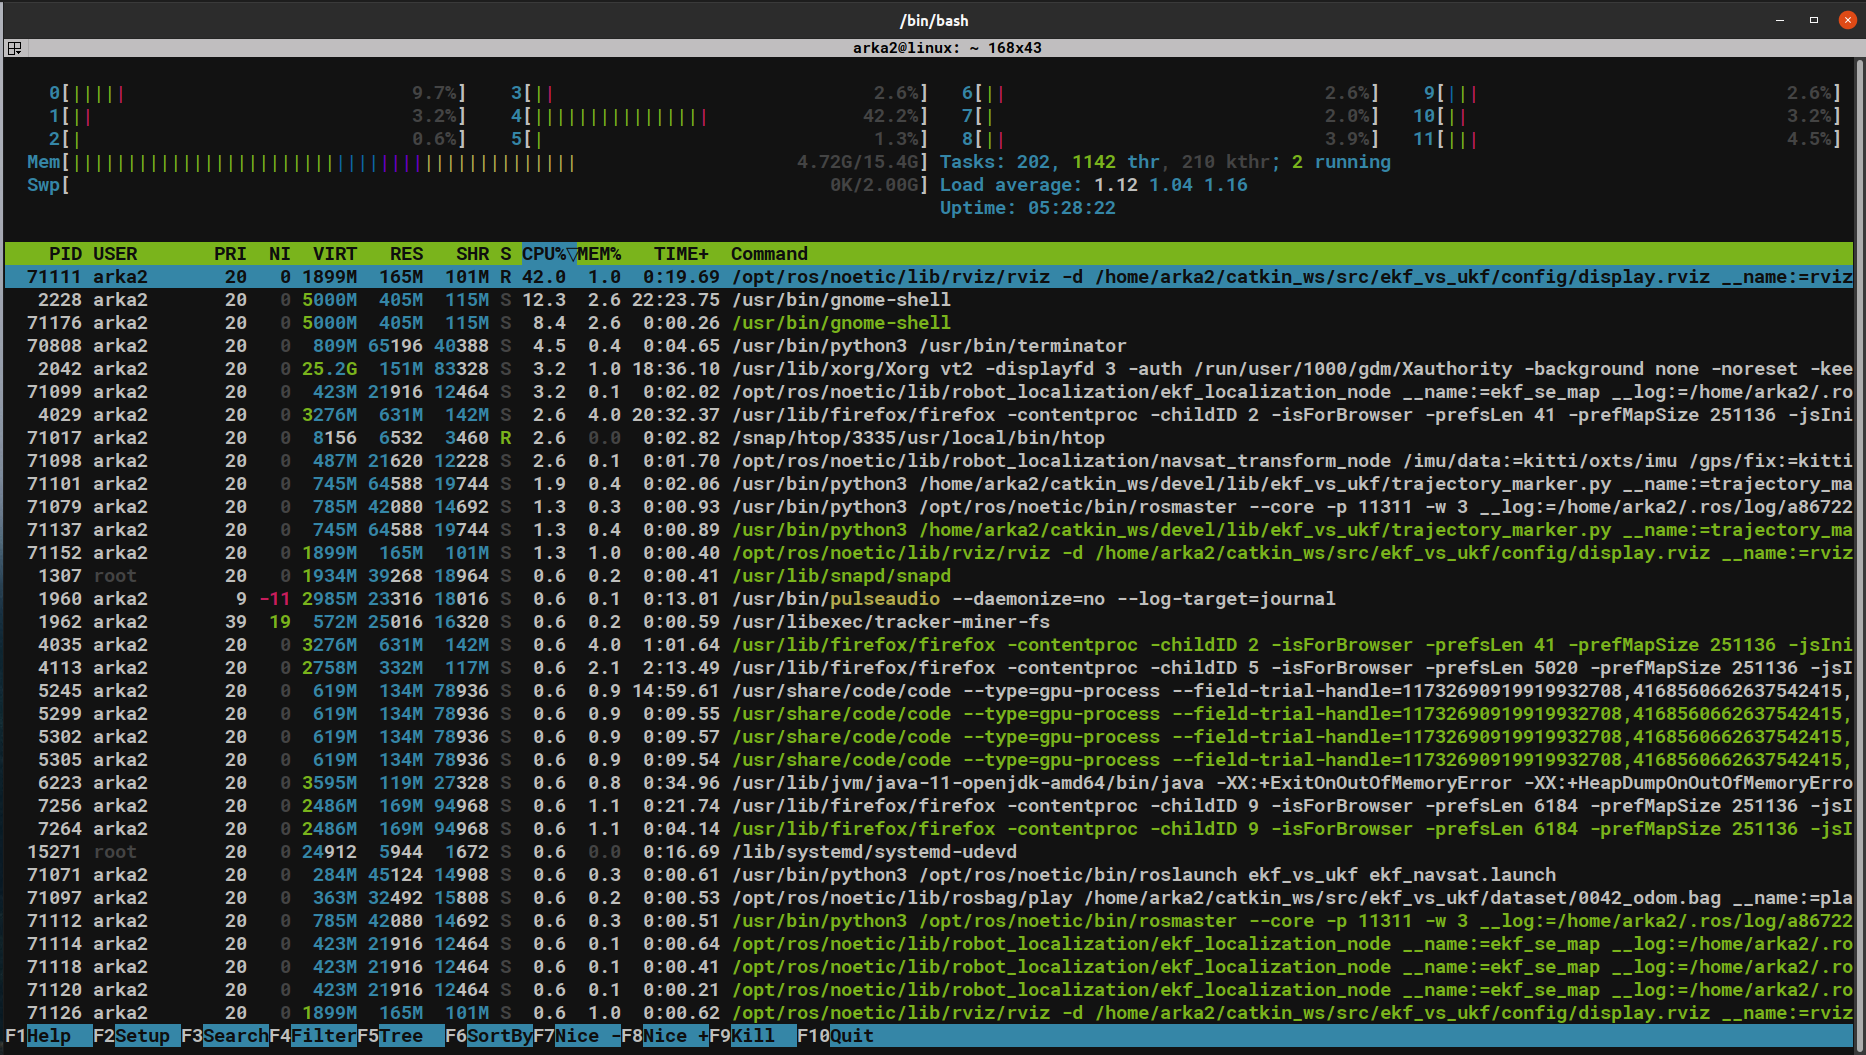 /bin/bash
arka2@linux: ~ 168x43
0[||||| 9.7%] 3[|| 2.6%] 6[|| 2.6%] 9[||| 2.6%]
1[|| 3.2%] 4[|||||||||||||||| 42.2%] 7[| 2.0%] 10[|| 3.2%]
2[| 0.6%] 5[| 1.3%] 8[|| 3.9%] 11[||| 4.5%]
Mem[|||||||||||||||||||||||||||||||||||||||||||||| 4.72G/15.4G] Tasks: 202, 1142 thr, 210 kthr; 2 running
Swp[ 0K/2.00G] Load average: 1.12 1.04 1.16
Uptime: 05:28:22
PID USER PRI NI VIRT RES SHR S CPU%▽MEM% TIME+ Command
71111 arka2 20 0 1899M 165M 101M R 42.0 1.0 0:19.69 /opt/ros/noetic/lib/rviz/rviz -d /home/arka2/catkin_ws/src/ekf_vs_ukf/config/display.rviz __name:=rviz
2228 arka2 20 0 5000M 405M 115M S 12.3 2.6 22:23.75 /usr/bin/gnome-shell
71176 arka2 20 0 5000M 405M 115M S 8.4 2.6 0:00.26 /usr/bin/gnome-shell
70808 arka2 20 0 809M 65196 40388 S 4.5 0.4 0:04.65 /usr/bin/python3 /usr/bin/terminator
2042 arka2 20 0 25.2G 151M 83328 S 3.2 1.0 18:36.10 /usr/lib/xorg/Xorg vt2 -displayfd 3 -auth /run/user/1000/gdm/Xauthority -background none -noreset -kee
71099 arka2 20 0 423M 21916 12464 S 3.2 0.1 0:02.02 /opt/ros/noetic/lib/robot_localization/ekf_localization_node __name:=ekf_se_map __log:=/home/arka2/.ro
4029 arka2 20 0 3276M 631M 142M S 2.6 4.0 20:32.37 /usr/lib/firefox/firefox -contentproc -childID 2 -isForBrowser -prefsLen 41 -prefMapSize 251136 -jsIni
71017 arka2 20 0 8156 6532 3460 R 2.6 0.0 0:02.82 /snap/htop/3335/usr/local/bin/htop
71098 arka2 20 0 487M 21620 12228 S 2.6 0.1 0:01.70 /opt/ros/noetic/lib/robot_localization/navsat_transform_node /imu/data:=kitti/oxts/imu /gps/fix:=kitti
71101 arka2 20 0 745M 64588 19744 S 1.9 0.4 0:02.06 /usr/bin/python3 /home/arka2/catkin_ws/devel/lib/ekf_vs_ukf/trajectory_marker.py __name:=trajectory_ma
71079 arka2 20 0 785M 42080 14692 S 1.3 0.3 0:00.93 /usr/bin/python3 /opt/ros/noetic/bin/rosmaster --core -p 11311 -w 3 __log:=/home/arka2/.ros/log/a86722
71137 arka2 20 0 745M 64588 19744 S 1.3 0.4 0:00.89 /usr/bin/python3 /home/arka2/catkin_ws/devel/lib/ekf_vs_ukf/trajectory_marker.py __name:=trajectory_ma
71152 arka2 20 0 1899M 165M 101M S 1.3 1.0 0:00.40 /opt/ros/noetic/lib/rviz/rviz -d /home/arka2/catkin_ws/src/ekf_vs_ukf/config/display.rviz __name:=rviz
1307 root 20 0 1934M 39268 18964 S 0.6 0.2 0:00.41 /usr/lib/snapd/snapd
1960 arka2 9 -11 2985M 23316 18016 S 0.6 0.1 0:13.01 /usr/bin/pulseaudio --daemonize=no --log-target=journal
1962 arka2 39 19 572M 25016 16320 S 0.6 0.2 0:00.59 /usr/libexec/tracker-miner-fs
4035 arka2 20 0 3276M 631M 142M S 0.6 4.0 1:01.64 /usr/lib/firefox/firefox -contentproc -childID 2 -isForBrowser -prefsLen 41 -prefMapSize 251136 -jsIni
4113 arka2 20 0 2758M 332M 117M S 0.6 2.1 2:13.49 /usr/lib/firefox/firefox -contentproc -childID 5 -isForBrowser -prefsLen 5020 -prefMapSize 251136 -jsI
5245 arka2 20 0 619M 134M 78936 S 0.6 0.9 14:59.61 /usr/share/code/code --type=gpu-process --field-trial-handle=11732690919919932708,4168560662637542415,
5299 arka2 20 0 619M 134M 78936 S 0.6 0.9 0:09.55 /usr/share/code/code --type=gpu-process --field-trial-handle=11732690919919932708,4168560662637542415,
5302 arka2 20 0 619M 134M 78936 S 0.6 0.9 0:09.57 /usr/share/code/code --type=gpu-process --field-trial-handle=11732690919919932708,4168560662637542415,
5305 arka2 20 0 619M 134M 78936 S 0.6 0.9 0:09.54 /usr/share/code/code --type=gpu-process --field-trial-handle=11732690919919932708,4168560662637542415,
6223 arka2 20 0 3595M 119M 27328 S 0.6 0.8 0:34.96 /usr/lib/jvm/java-11-openjdk-amd64/bin/java -XX:+ExitOnOutOfMemoryError -XX:+HeapDumpOnOutOfMemoryErro
7256 arka2 20 0 2486M 169M 94968 S 0.6 1.1 0:21.74 /usr/lib/firefox/firefox -contentproc -childID 9 -isForBrowser -prefsLen 6184 -prefMapSize 251136 -jsI
7264 arka2 20 0 2486M 169M 94968 S 0.6 1.1 0:04.14 /usr/lib/firefox/firefox -contentproc -childID 9 -isForBrowser -prefsLen 6184 -prefMapSize 251136 -jsI
15271 root 20 0 24912 5944 1672 S 0.6 0.0 0:16.69 /lib/systemd/systemd-udevd
71071 arka2 20 0 284M 45124 14908 S 0.6 0.3 0:00.61 /usr/bin/python3 /opt/ros/noetic/bin/roslaunch ekf_vs_ukf ekf_navsat.launch
71097 arka2 20 0 363M 32492 15808 S 0.6 0.2 0:00.53 /opt/ros/noetic/lib/rosbag/play /home/arka2/catkin_ws/src/ekf_vs_ukf/dataset/0042_odom.bag __name:=pla
71112 arka2 20 0 785M 42080 14692 S 0.6 0.3 0:00.51 /usr/bin/python3 /opt/ros/noetic/bin/rosmaster --core -p 11311 -w 3 __log:=/home/arka2/.ros/log/a86722
71114 arka2 20 0 423M 21916 12464 S 0.6 0.1 0:00.64 /opt/ros/noetic/lib/robot_localization/ekf_localization_node __name:=ekf_se_map __log:=/home/arka2/.ro
71118 arka2 20 0 423M 21916 12464 S 0.6 0.1 0:00.41 /opt/ros/noetic/lib/robot_localization/ekf_localization_node __name:=ekf_se_map __log:=/home/arka2/.ro
71120 arka2 20 0 423M 21916 12464 S 0.6 0.1 0:00.21 /opt/ros/noetic/lib/robot_localization/ekf_localization_node __name:=ekf_se_map __log:=/home/arka2/.ro
71126 arka2 20 0 1899M 165M 101M S 0.6 1.0 0:00.62 /opt/ros/noetic/lib/rviz/rviz -d /home/arka2/catkin_ws/src/ekf_vs_ukf/config/display.rviz __name:=rviz
F1Help F2Setup F3SearchF4FilterF5Tree F6SortByF7Nice -F8Nice +F9Kill F10Quit